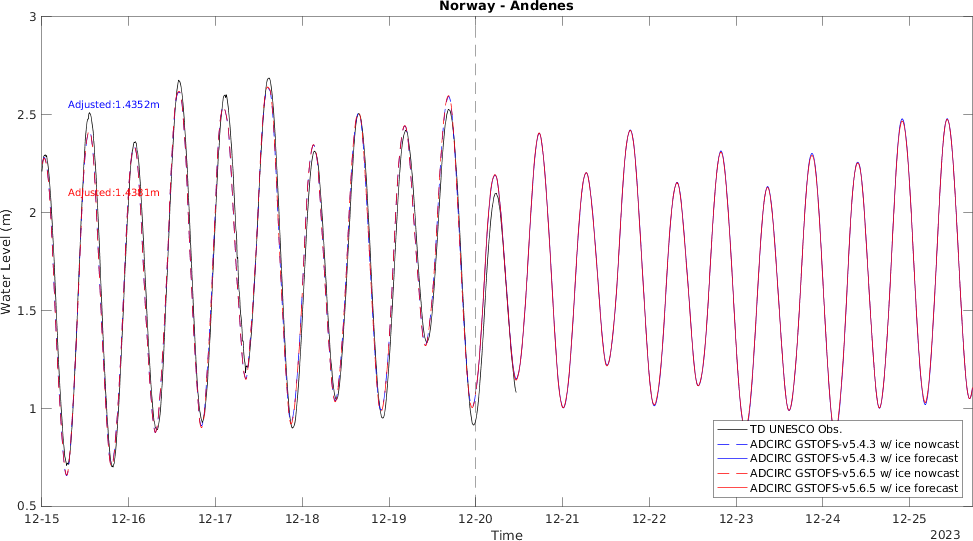 Norway - Andenes
3
2.5
2
1.5
1
0.5
Water Level (m)
Adjusted:1.4352m
Adjusted:1.4381m
TD UNESCO Obs.
ADCIRC GSTOFS-v5.4.3 w/ ice nowcast
ADCIRC GSTOFS-v5.4.3 w/ ice forecast
ADCIRC GSTOFS-v5.6.5 w/ ice nowcast
ADCIRC GSTOFS-v5.6.5 w/ ice forecast
12-15 12-16 12-17 12-18 12-19 12-20 12-21 12-22 12-23 12-24 12-25
Time
2023